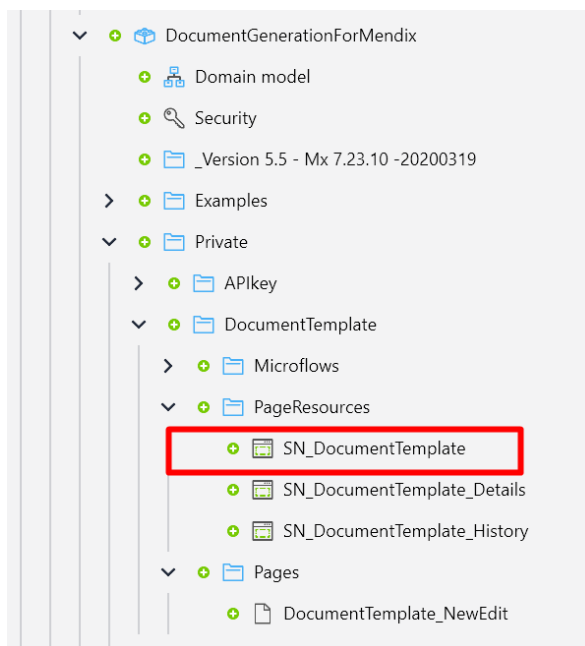 DocumentGenerationForMendix
Domain model
Security
_Version 5.5 - Mx 7.23.10 -20200319
Examples
Private
APIkey
DocumentTemplate
Microflows
PageResources
SN_DocumentTemplate
SN_DocumentTemplate_Details
SN_DocumentTemplate_History
Pages
DocumentTemplate_NewEdit